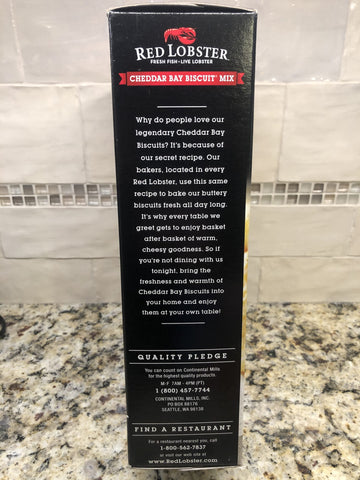 RED LOBSTER
FRESH FISH • LIVE LOBSTER
CHEDDAR BAY BISCUIT® MIX
Why do people love our
legendary Cheddar Bay
Biscuits? It's because of
our secret recipe. Our
bakers, located in every
Red Lobster, use this same
recipe to bake our buttery
biscuits fresh all day long.
It's why every table we
greet gets to enjoy basket
after basket of warm,
cheesy goodness. So if
you're not dining with us
tonight, bring the
freshness and warmth of
Cheddar Bay Biscuits into
your home and enjoy
them at your own table!
QUALITY PLEDGE
You can count on Continental Mills
for the highest quality products.
M-F 7AM - 4PM (PT)
1 (800) 457-7744
CONTINENTAL MILLS, INC.
PO BOX 88176
SEATTLE, WA 98138
FIND A RESTAURANT
For a restaurant nearest you, call
1-800-562-7837
or visit our web site at
www.RedLobster.com